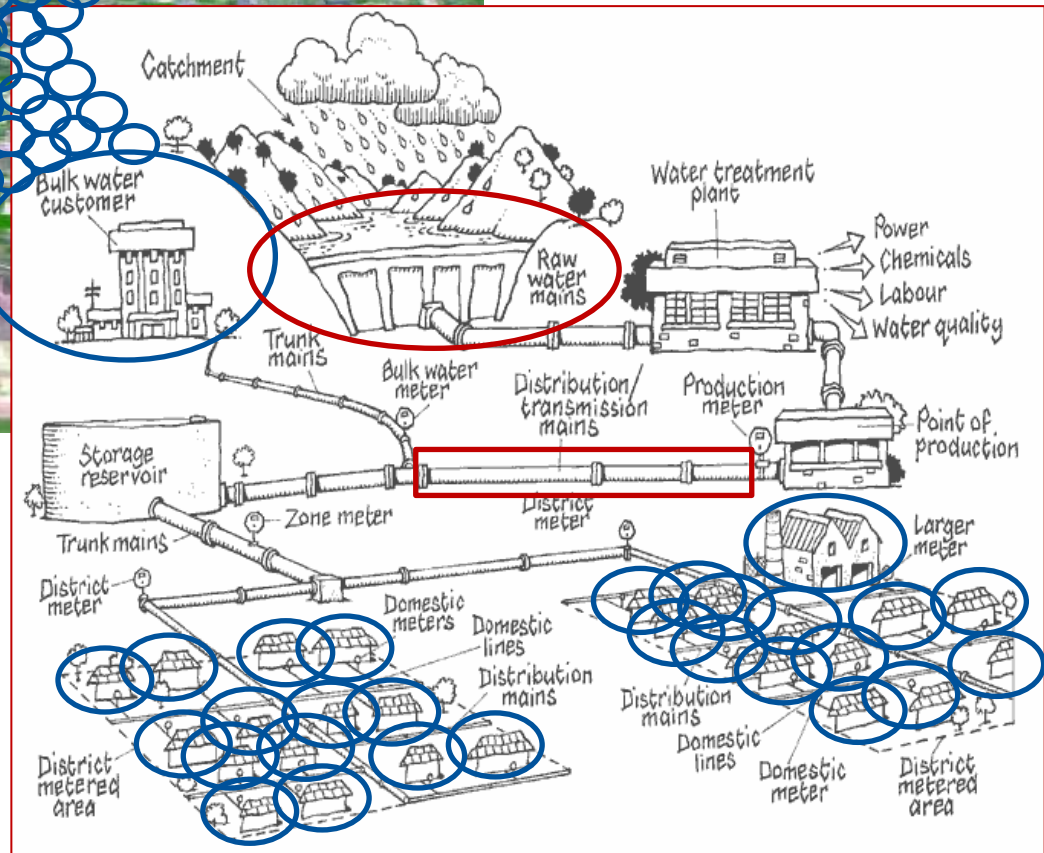 Catchment
Bulk water
customer
Water treatment
plant
Power
Chemicals
Labour
Water quality
Raw
water
mains
Trunk
mains
Bulk water
meter
Distribution
transmission
mains
Production
meter
Point of
production
Storage
reservoir
Zone meter
District
meter
Trunk mains
Larger
meter
District
meter
Domestic
meters
Domestic
lines
Distribution
mains
Distribution
mains
Domestic
lines
Domestic
meter
District
metered
area
District
metered
area